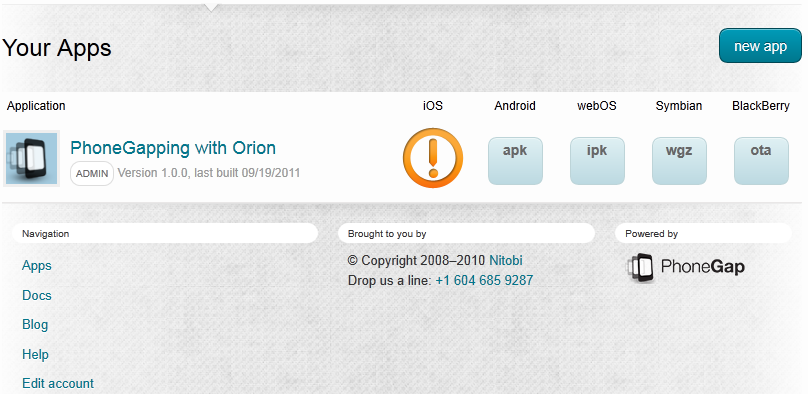 Your Apps
new app
Application iOS Android webOS Symbian BlackBerry
PhoneGapping with Orion
ADMIN Version 1.0.0, last built 09/19/2011
! apk ipk wgz ota
Navigation
Apps
Docs
Blog
Help
Edit account
Brought to you by
© Copyright 2008–2010 Nitobi
Drop us a line: +1 604 685 9287
Powered by
PhoneGap